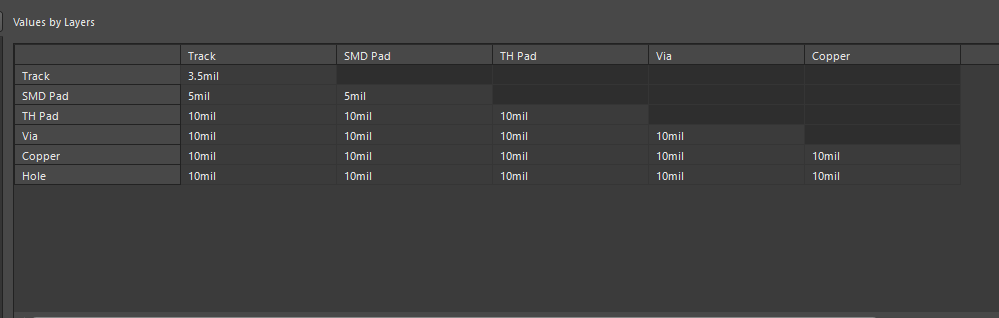 Values by Layers
Track SMD Pad TH Pad Via Copper
Track 3.5mil
SMD Pad 5mil 5mil
TH Pad 10mil 10mil 10mil
Via 10mil 10mil 10mil 10mil
Copper 10mil 10mil 10mil 10mil 10mil
Hole 10mil 10mil 10mil 10mil 10mil